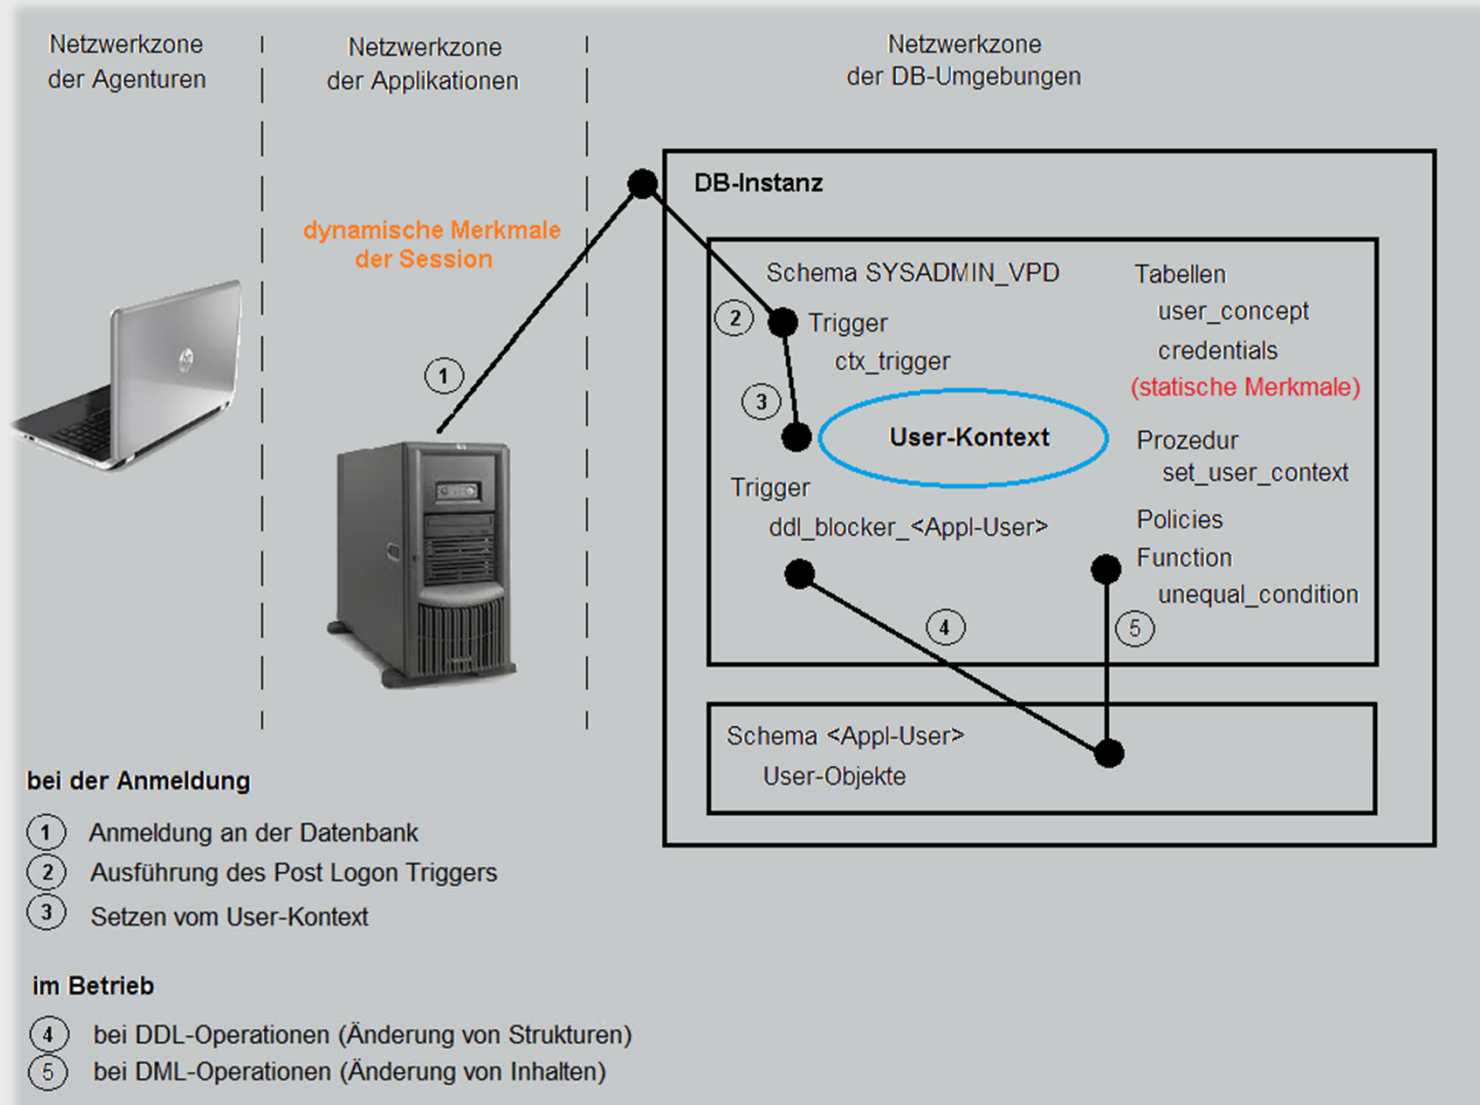 Netzwerkzone
der Agenturen
Netzwerkzone
der Applikationen
Netzwerkzone
der DB-Umgebungen
dynamische Merkmale
der Session
1
DB-Instanz
Schema SYSADMIN_VPD
2
Trigger
ctx_trigger
3
User-Kontext
Trigger
ddl_blocker_<Appl-User>
Tabellen
user_concept
credentials
(statische Merkmale)
Prozedur
set_user_context
Policies
Function
unequal_condition
4
5
Schema <Appl-User>
User-Objekte
bei der Anmeldung
1 Anmeldung an der Datenbank
2 Ausführung des Post Logon Triggers
3 Setzen vom User-Kontext
im Betrieb
4 bei DDL-Operationen (Änderung von Strukturen)
5 bei DML-Operationen (Änderung von Inhalten)